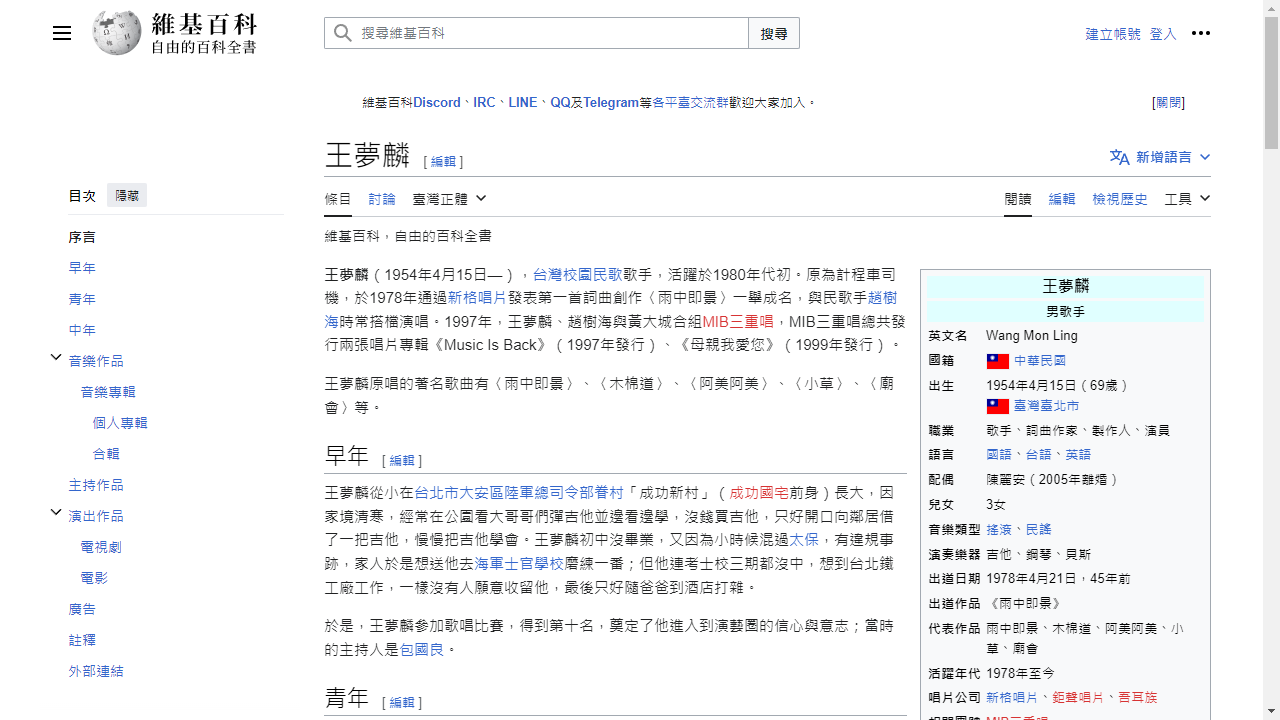 維基百科
自由的百科全書
搜尋維基百科
搜尋
建立帳號 登入
維基百科Discord、IRC、LINE、QQ及Telegram等各平臺交流群歡迎大家加入。
[關閉]
王夢麟 [ 編輯 ]
新增語言
目次 隱藏
條目 討論 臺灣正體
閱讀 編輯 檢視歷史 工具
序言
早年
青年
中年
音樂作品
音樂專輯
個人專輯
合輯
主持作品
演出作品
電視劇
電影
廣告
註釋
外部連結
維基百科，自由的百科全書
王夢麟（1954年4月15日—），台灣校園民歌歌手，活躍於1980年代初。原為計程車司
機，於1978年通過新格唱片發表第一首詞曲創作〈雨中即景〉一舉成名，與民歌手趙樹
海時常搭檔演唱。1997年，王夢麟、趙樹海與黃大城合組MIB三重唱，MIB三重唱總共發
行兩張唱片專輯《Music Is Back》（1997年發行）、《母親我愛您》（1999年發行）。
王夢麟原唱的著名歌曲有〈雨中即景〉、〈木棉道〉、〈阿美阿美〉、〈小草〉、〈廟
會〉等。
早年 [ 編輯 ]
王夢麟從小在台北市大安區陸軍總司令部眷村「成功新村」（成功國宅前身）長大，因
家境清寒，經常在公園看大哥哥們彈吉他並邊看邊學，沒錢買吉他，只好開口向鄰居借
了一把吉他，慢慢把吉他學會。王夢麟初中沒畢業，又因為小時候混過太保，有違規事
跡，家人於是想送他去海軍士官學校磨練一番；但他連考士校三期都沒中，想到台北鐵
工廠工作，一樣沒有人願意收留他，最後只好隨爸爸到酒店打雜。
於是，王夢麟參加歌唱比賽，得到第十名，奠定了他進入到演藝圈的信心與意志；當時
的主持人是包國良。
青年 [ 編輯 ]
王夢麟
男歌手
英文名 Wang Mon Ling
國籍 中華民國
出生 1954年4月15日（69歲）
臺灣臺北市
職業 歌手、詞曲作家、製作人、演員
語言 國語、台語、英語
配偶 陳麗安（2005年離婚）
兒女 3女
音樂類型 搖滾、民謠
演奏樂器 吉他、鋼琴、貝斯
出道日期 1978年4月21日，45年前
出道作品 《雨中即景》
代表作品 雨中即景、木棉道、阿美阿美、小
草、廟會
活躍年代 1978年至今
唱片公司 新格唱片、鉅聲唱片、吾耳族